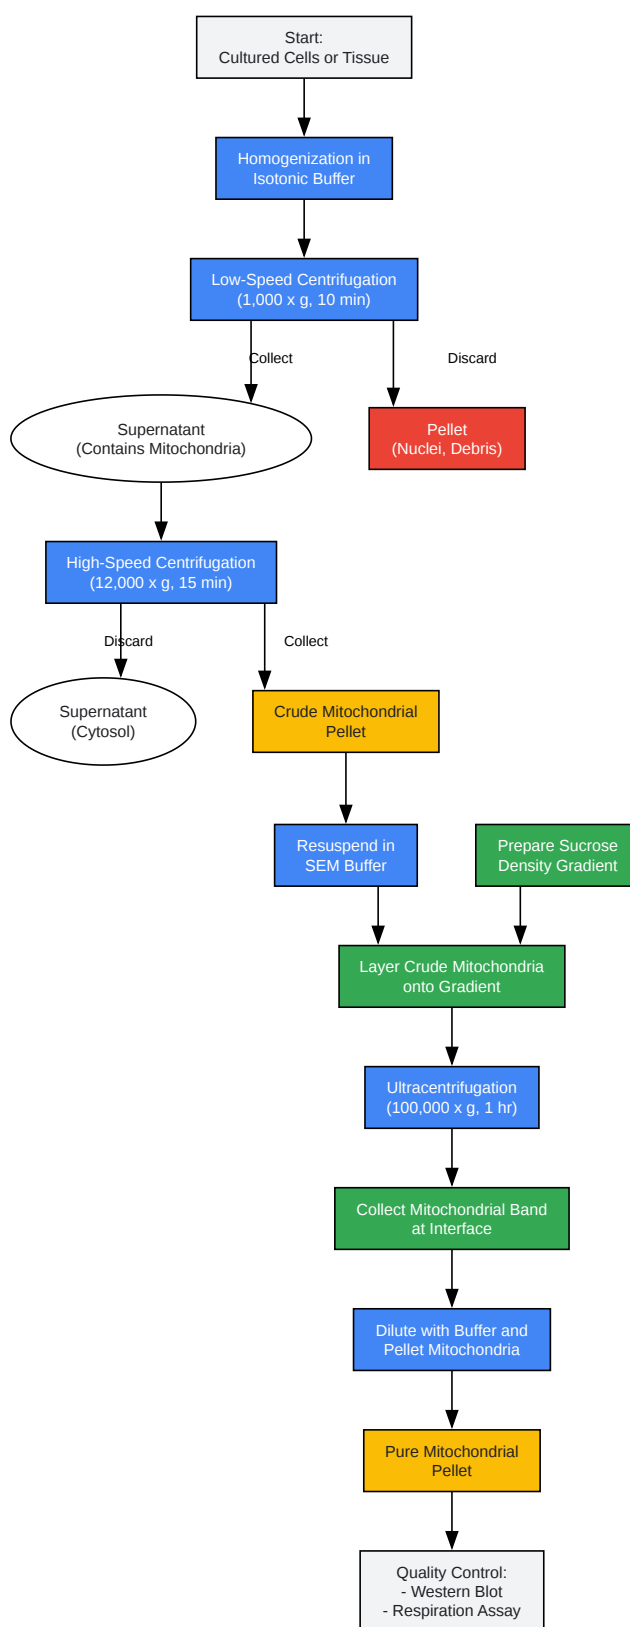 Start:
Cultured Cells or Tissue
Homogenization in
Isotonic Buffer
Low-Speed Centrifugation
(1,000 x g, 10 min)
Collect
Discard
Supernatant
(Contains Mitochondria)
Pellet
(Nuclei, Debris)
High-Speed Centrifugation
(12,000 x g, 15 min)
Discard
Collect
Supernatant
(Cytosol)
Crude Mitochondrial
Pellet
Resuspend in
SEM Buffer
Prepare Sucrose
Density Gradient
Layer Crude Mitochondria
onto Gradient
Ultracentrifugation
(100,000 x g, 1 hr)
Collect Mitochondrial Band
at Interface
Dilute with Buffer and
Pellet Mitochondria
Pure Mitochondrial
Pellet
Quality Control:
- Western Blot
- Respiration Assay